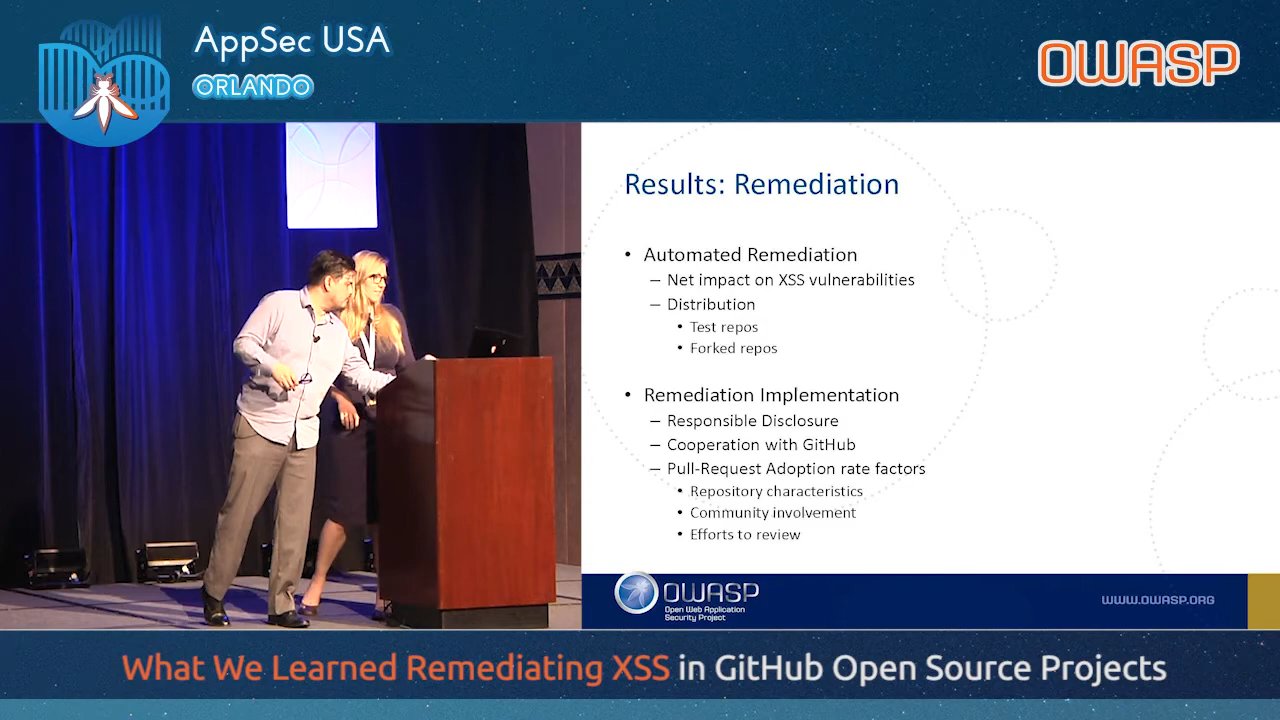 AppSec USA
ORLANDO
OWASP
Results: Remediation
• Automated Remediation
– Net impact on XSS vulnerabilities
– Distribution
• Test repos
• Forked repos
• Remediation Implementation
– Responsible Disclosure
– Cooperation with GitHub
– Pull-Request Adoption rate factors
• Repository characteristics
• Community involvement
• Efforts to review
OWASP
Open Web Application
Security Project
WWW.OWASP.ORG
What We Learned Remediating XSS in GitHub Open Source Projects